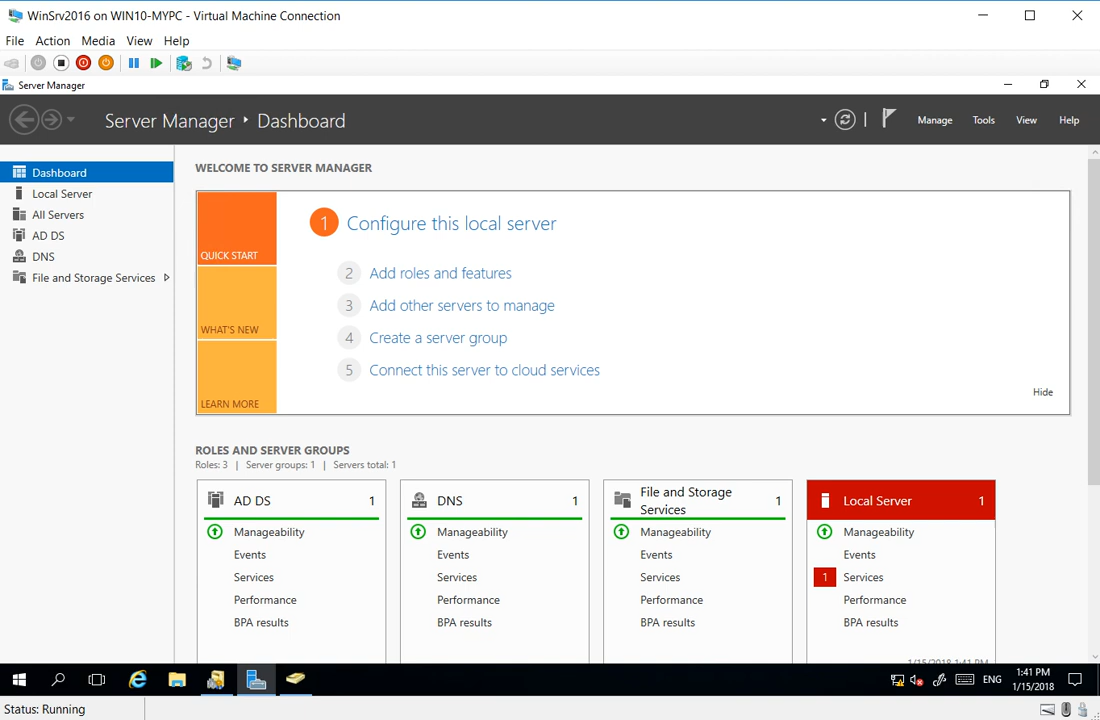 WinSrv2016 on WIN10-MYPC - Virtual Machine Connection
File Action Media View Help
Server Manager
Server Manager • Dashboard
Manage Tools View Help
Dashboard
Local Server
All Servers
AD DS
DNS
File and Storage Services
WELCOME TO SERVER MANAGER
QUICK START
WHAT'S NEW
LEARN MORE
1 Configure this local server
2 Add roles and features
3 Add other servers to manage
4 Create a server group
5 Connect this server to cloud services
Hide
ROLES AND SERVER GROUPS
Roles: 3 | Server groups: 1 | Servers total: 1
AD DS 1
Manageability
Events
Services
Performance
BPA results
DNS 1
Manageability
Events
Services
Performance
BPA results
File and Storage
Services 1
Manageability
Events
Services
Performance
BPA results
Local Server 1
Manageability
Events
1 Services
Performance
BPA results
1/15/2018 1:41 PM
ENG
1:41 PM
1/15/2018
Status: Running